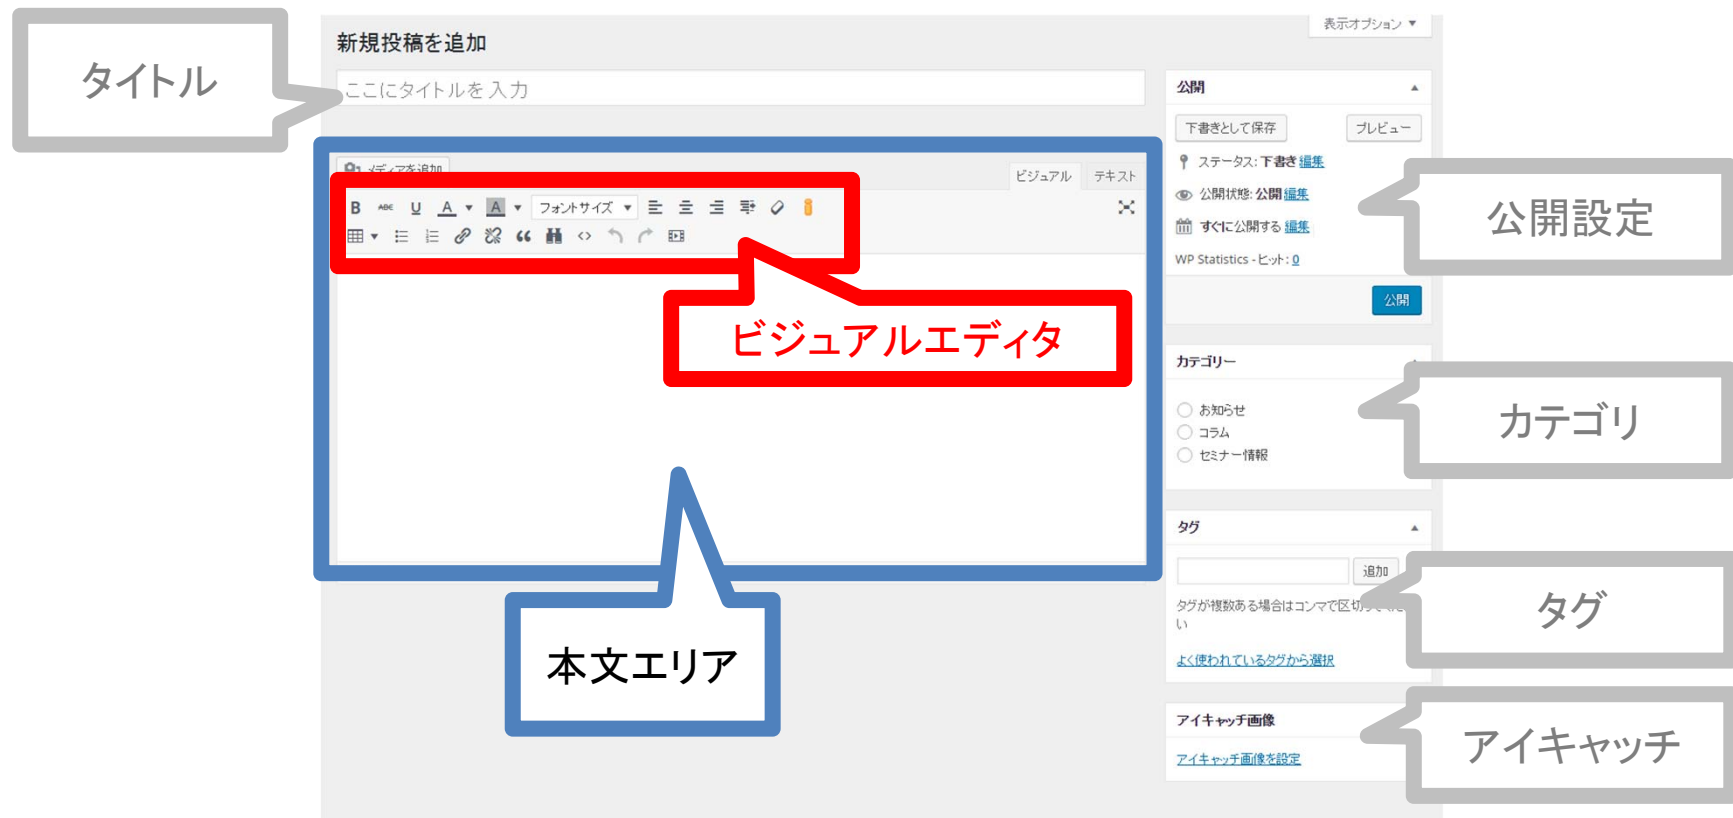 タイトル
新規投稿を追加
表示オプション ▼
ここにタイトルを入力
メディアを追加
ビジュアル テキスト
B ABC U A ▼ A ▼ フォントサイズ ▼
ビジュアルエディタ
本文エリア
公開
下書きとして保存 プレビュー
ステータス: 下書き 編集
公開状態: 公開 編集
すぐに公開する 編集
WP Statistics - ヒット: 0
公開
公開設定
カテゴリー
お知らせ
コラム
セミナー情報
カテゴリ
タグ
追加
タグが複数ある場合はコンマで区切
い
よく使われているタグから選択
タグ
アイキャッチ画像
アイキャッチ画像を設定
アイキャッチ